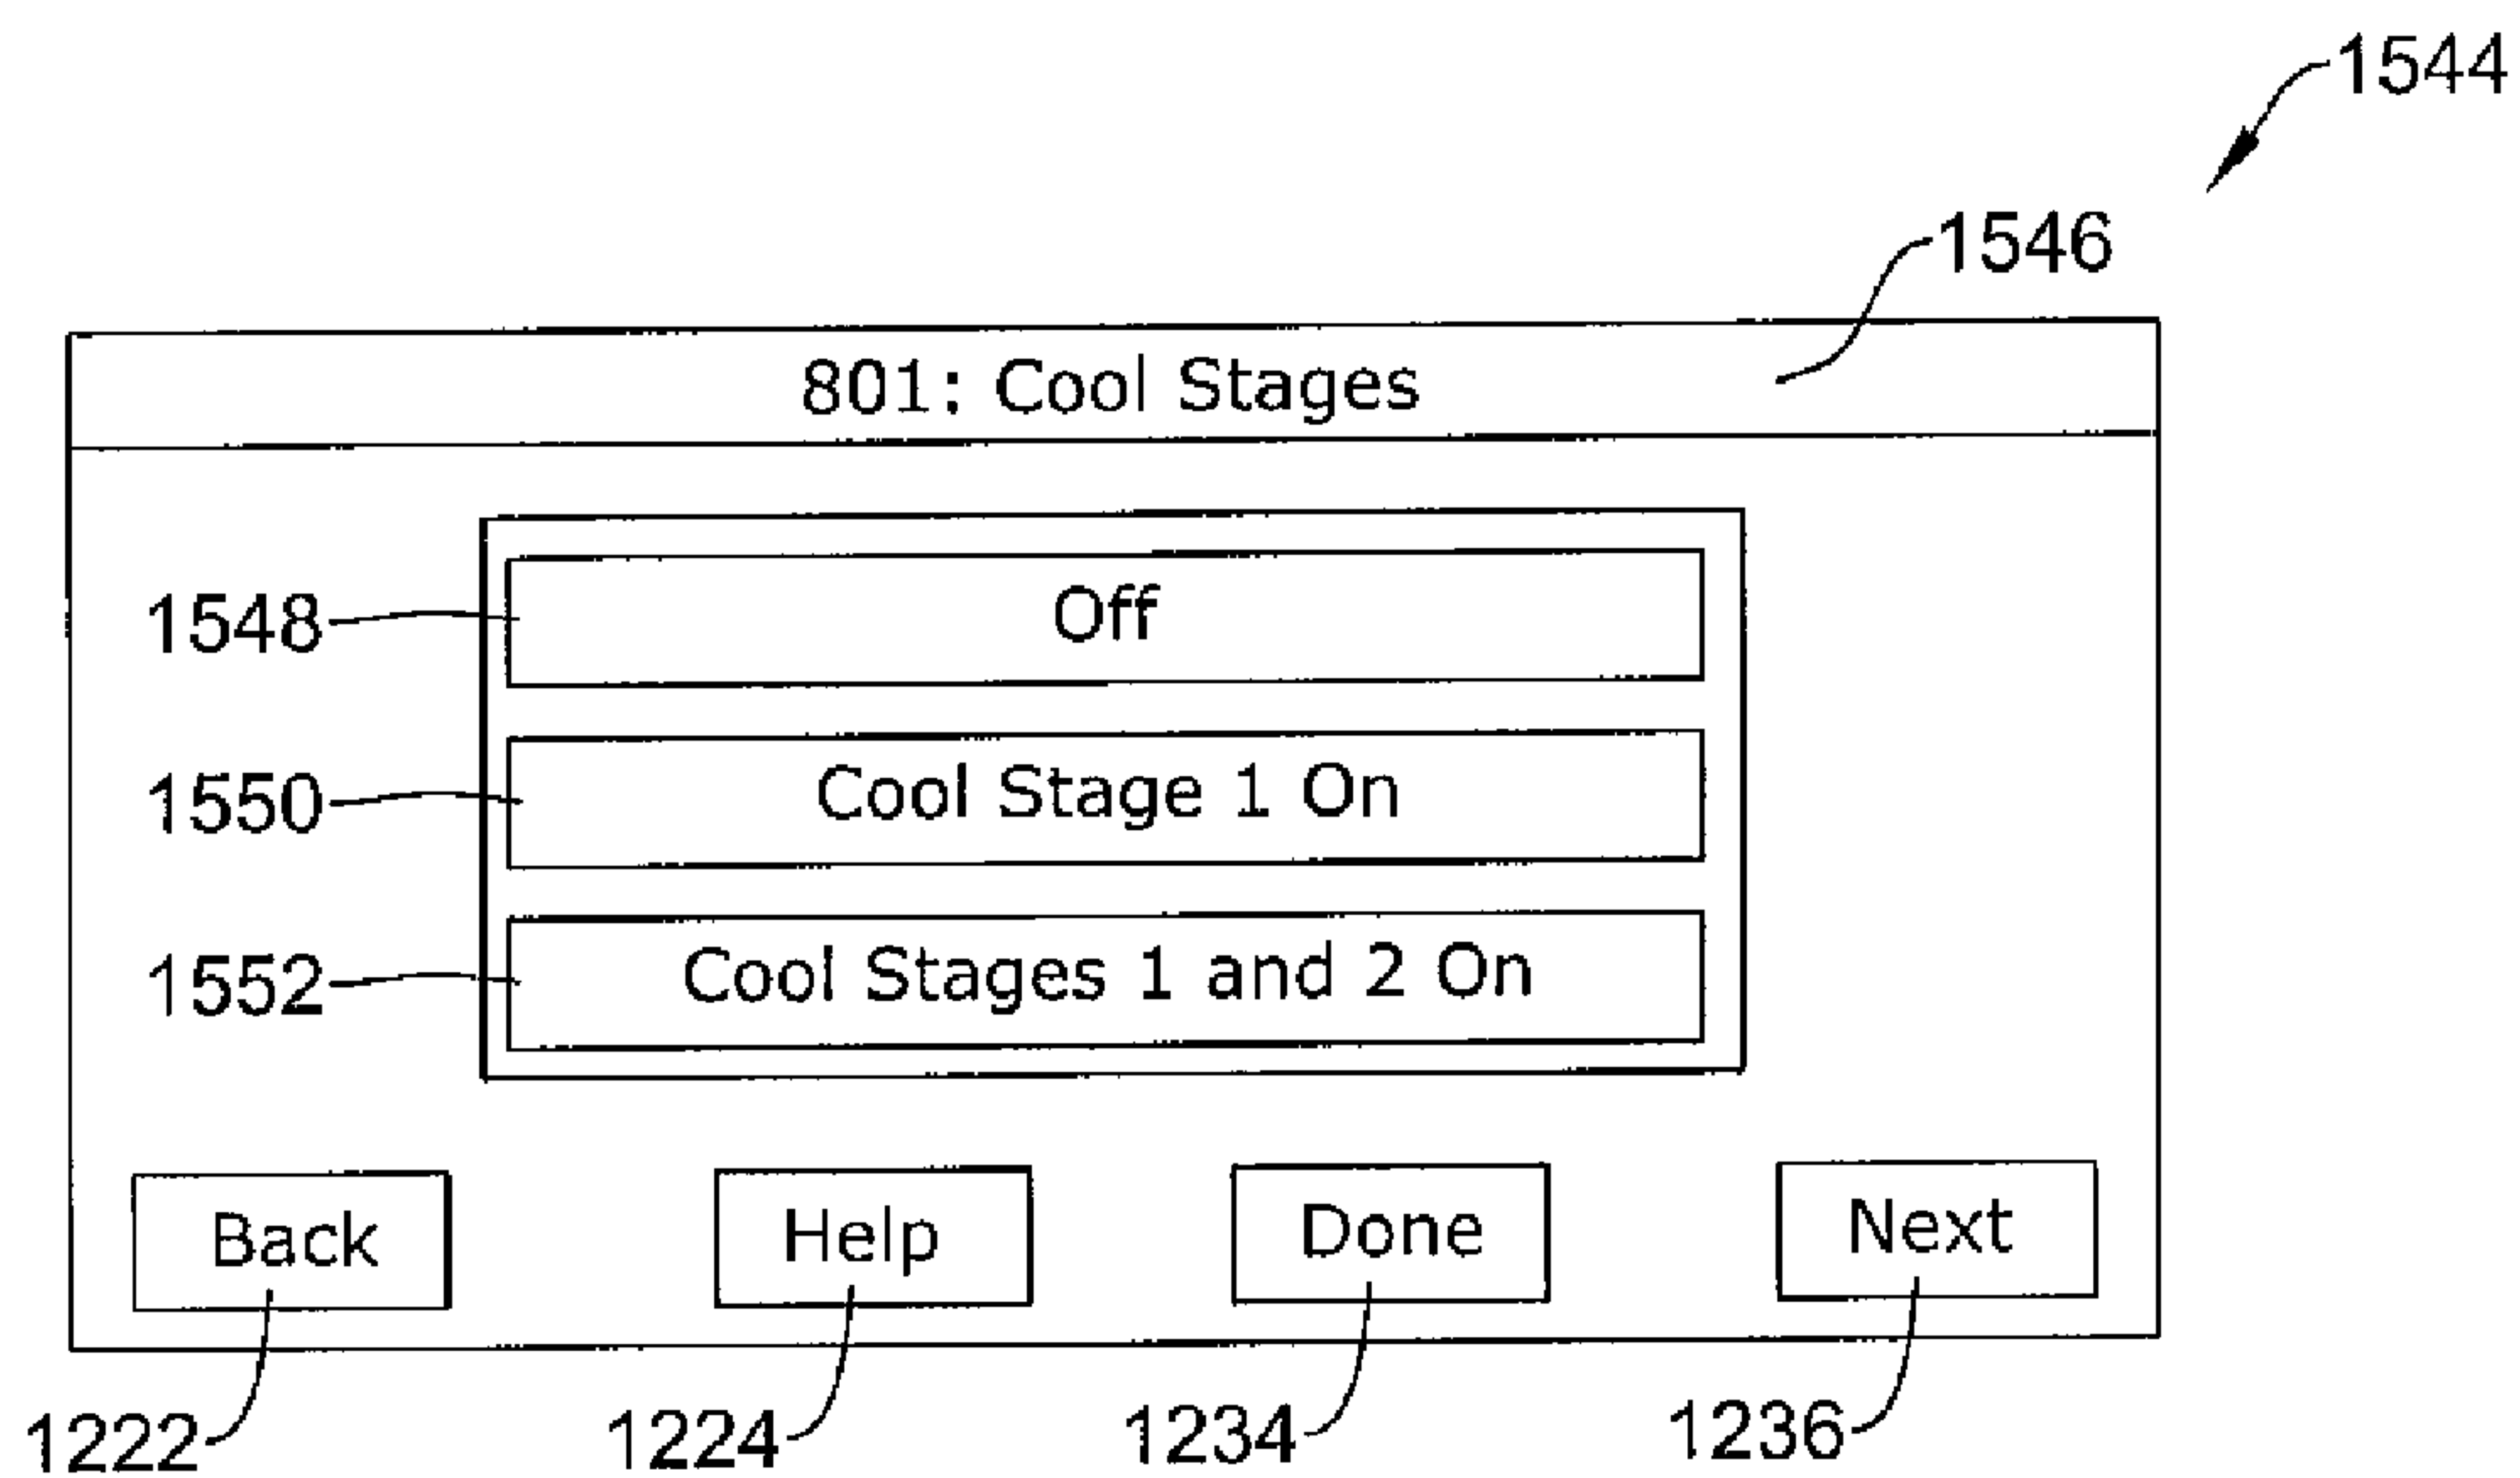 1544
1546
801: Cool Stages
1548
Off
1550
Cool Stage 1 On
1552
Cool Stages 1 and 2 On
Back
Help
Done
Next
1222
1224
1234
1236